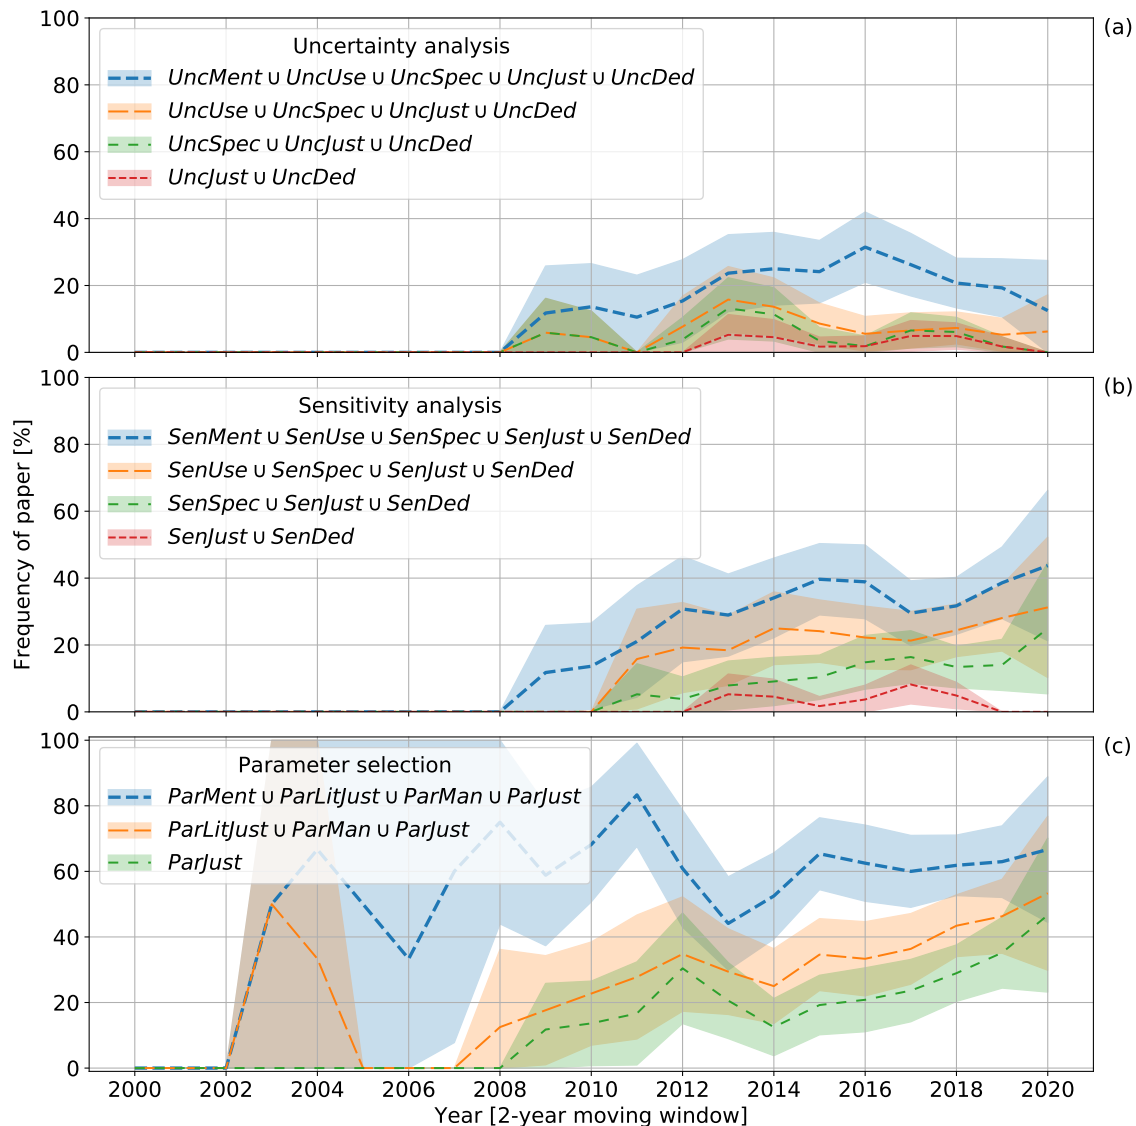 (a)
Uncertainty analysis
UncMent ∪ UncUse ∪ UncSpec ∪ UncJust ∪ UncDed
UncUse ∪ UncSpec ∪ UncJust ∪ UncDed
UncSpec ∪ UncJust ∪ UncDed
UncJust ∪ UncDed
100
80
60
40
20
0
(b)
Sensitivity analysis
SenMent ∪ SenUse ∪ SenSpec ∪ SenJust ∪ SenDed
SenUse ∪ SenSpec ∪ SenJust ∪ SenDed
SenSpec ∪ SenJust ∪ SenDed
SenJust ∪ SenDed
100
80
60
40
20
0
Frequency of paper [%]
(c)
Parameter selection
ParMent ∪ ParLitJust ∪ ParMan ∪ ParJust
ParLitJust ∪ ParMan ∪ ParJust
ParJust
100
80
60
40
20
0
2000 2002 2004 2006 2008 2010 2012 2014 2016 2018 2020
Year [2-year moving window]